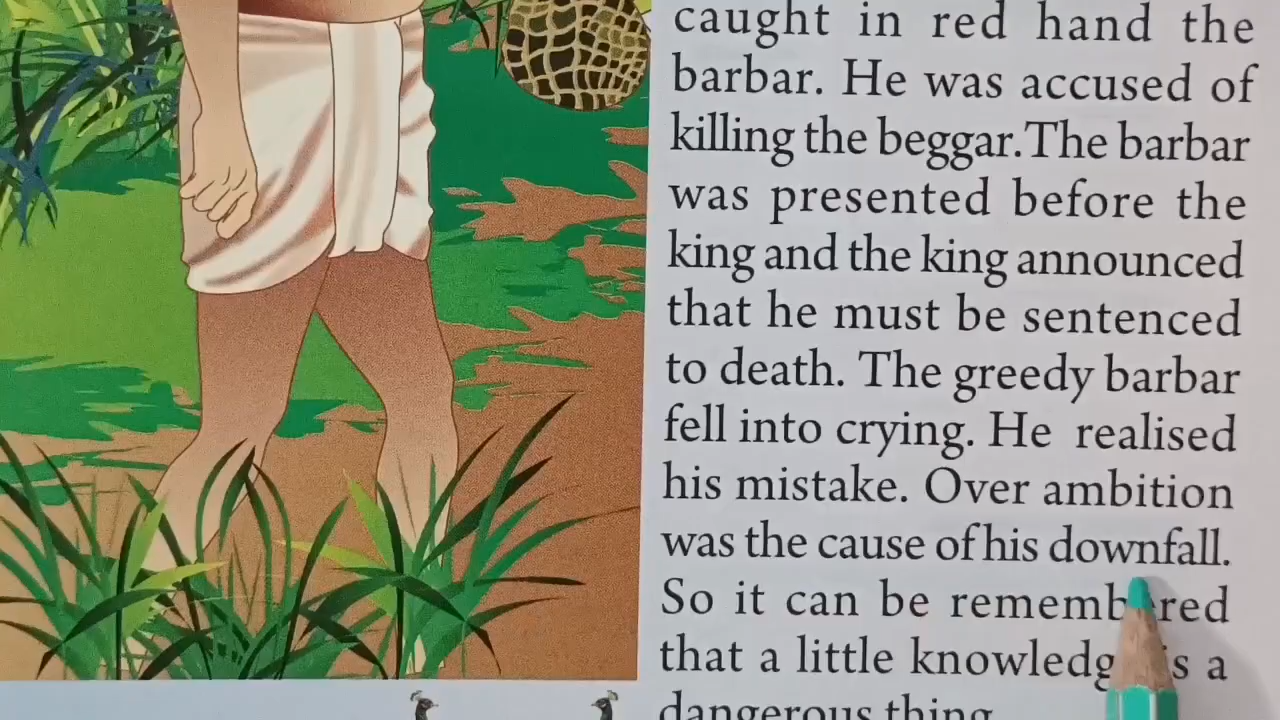 caught in red hand the
barbar. He was accused of
killing the beggar.The barbar
was presented before the
king and the king announced
that he must be sentenced
to death. The greedy barbar
fell into crying. He realised
his mistake. Over ambition
was the cause of his downfall.
So it can be remembered
that a little knowledge is a
dangerous thing